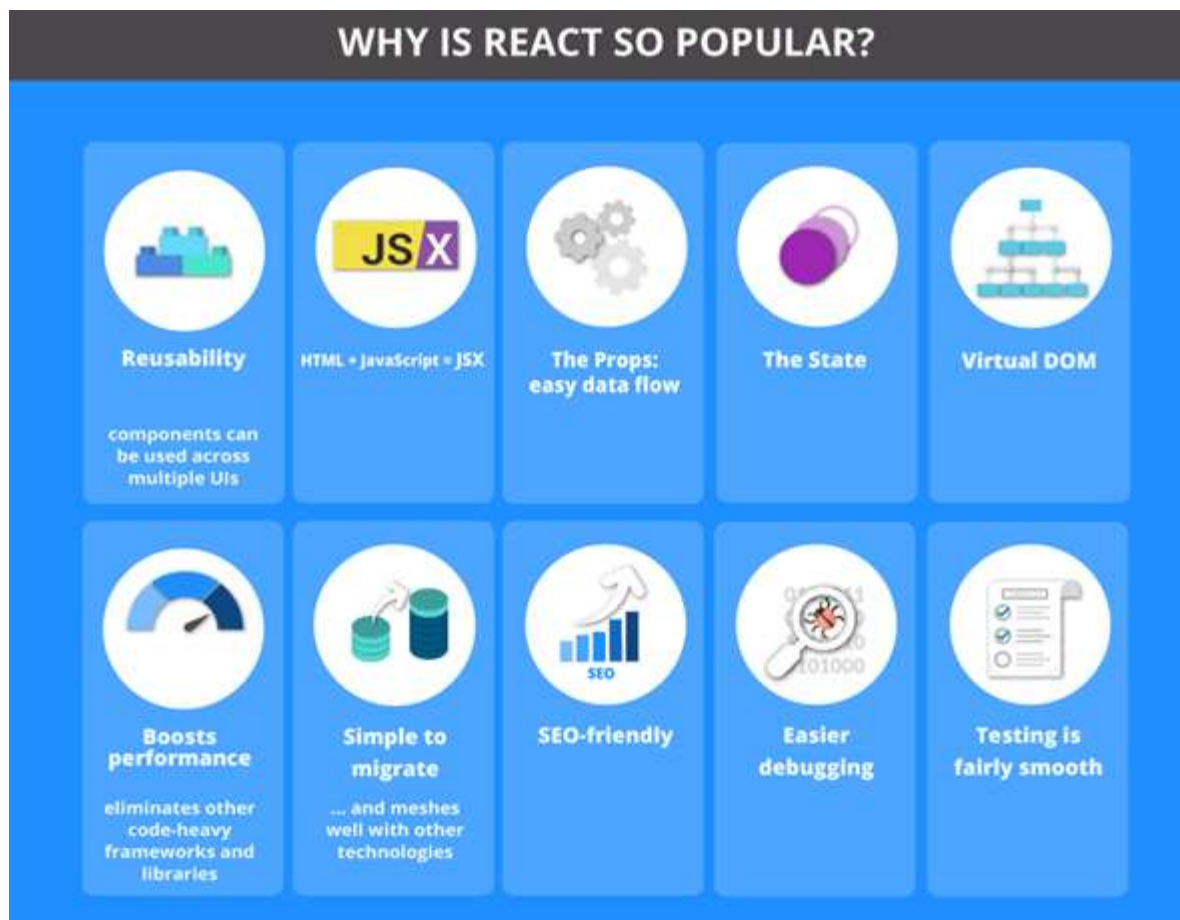 WHY IS REACT SO POPULAR?
JSX
Reusability
components can
be used across
multiple UIs
HTML + JavaScript = JSX
The Props:
easy data flow
The State
Virtual DOM
Boosts
performance
eliminates other
code-heavy
frameworks and
libraries
Simple to
migrate
... and meshes
well with other
technologies
SEO
SEO-friendly
101000
Easier
debugging
Testing is
fairly smooth